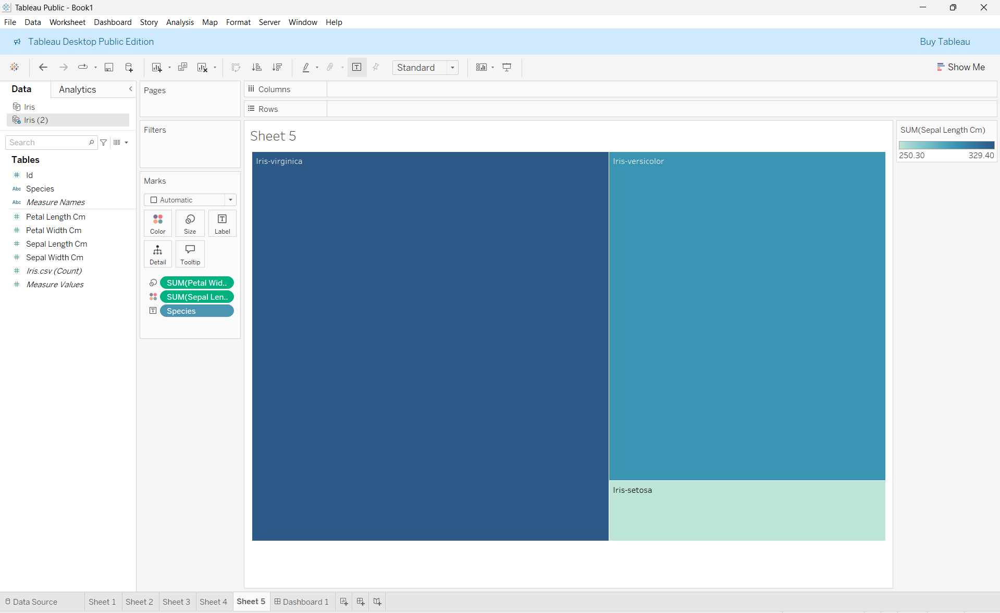 Tableau Public - Book1
File Data Worksheet Dashboard Story Analysis Map Format Server Window Help
Tableau Desktop Public Edition
Buy Tableau
Standard
Show Me
Data
Analytics
Iris
Iris (2)
Search
Tables
Id
Abc Species
Abc Measure Names
Petal Length Cm
Petal Width Cm
Sepal Length Cm
Sepal Width Cm
Iris.csv (Count)
Measure Values
Pages
Filters
Marks
Automatic
Color
Size
Label
Detail
Tooltip
SUM(Petal Wid..
SUM(Sepal Len..
Species
Columns
Rows
Sheet 5
Iris-virginica
Iris-versicolor
Iris-setosa
SUM(Sepal Length Cm)
250.30 329.40
Data Source
Sheet 1
Sheet 2
Sheet 3
Sheet 4
Sheet 5
Dashboard 1